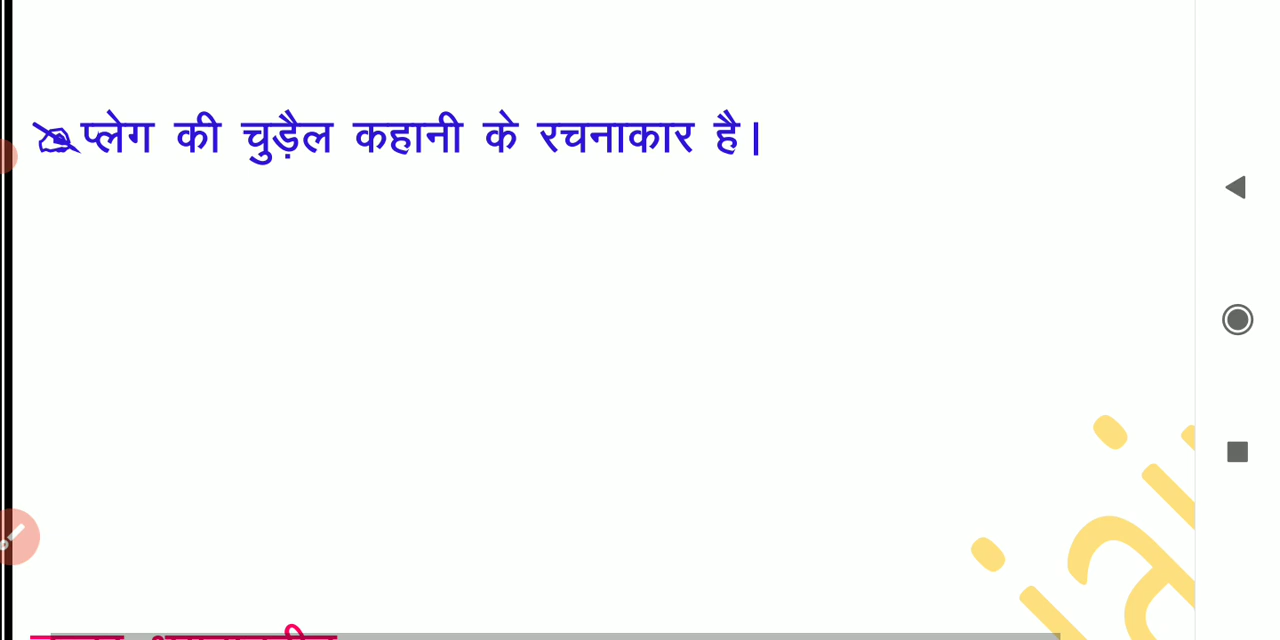 प्लेग की चुड़ैल कहानी के रचनाकार है।